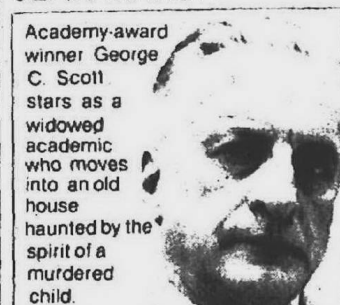 Academy-award
winner George
C. Scott
stars as a
widowed
academic
who moves
into an old
house
haunted by the
spirit of a
murdered
child.